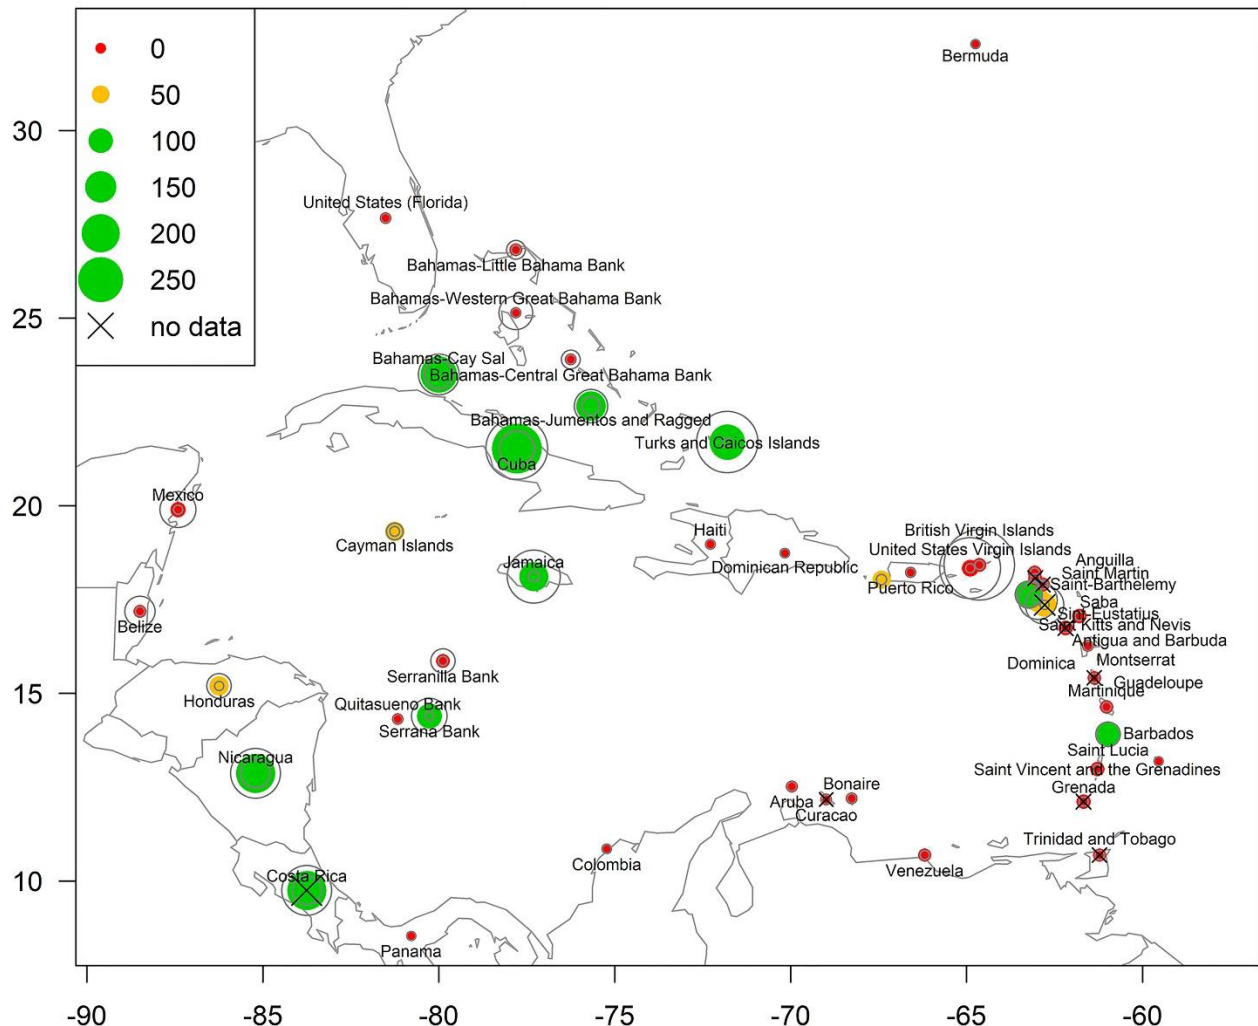 0
50
100
150
200
250
no data
Bermuda
30
United States (Florida)
Bahamas-Little Bahama Bank
Bahamas-Western Great Bahama Bank
25
Bahamas-Cay Sal
Bahamas-Central Great Bahama Bank
Bahamas-Jumentos and Ragged
Turks and Caicos Islands
Cuba
20
Mexico
Cayman Islands
Haiti
Dominican Republic
British Virgin Islands
United States Virgin Islands
Puerto Rico
Jamaica
Anguilla
Saint Martin
Saint-Barthelemy
Saba
Sint-Eustatius
Saint Kitts and Nevis
Antigua and Barbuda
Belize
Montserrat
Dominica
Guadeloupe
Martinique
15
Serranilla Bank
Honduras
Quitasueno Bank
Serrana Bank
Barbados
Saint Lucia
Nicaragua
Saint Vincent and the Grenadines
Grenada
Bonaire
Aruba
Curacao
Trinidad and Tobago
Colombia
Venezuela
10
Costa Rica
Panama
-90
-85
-80
-75
-70
-65
-60